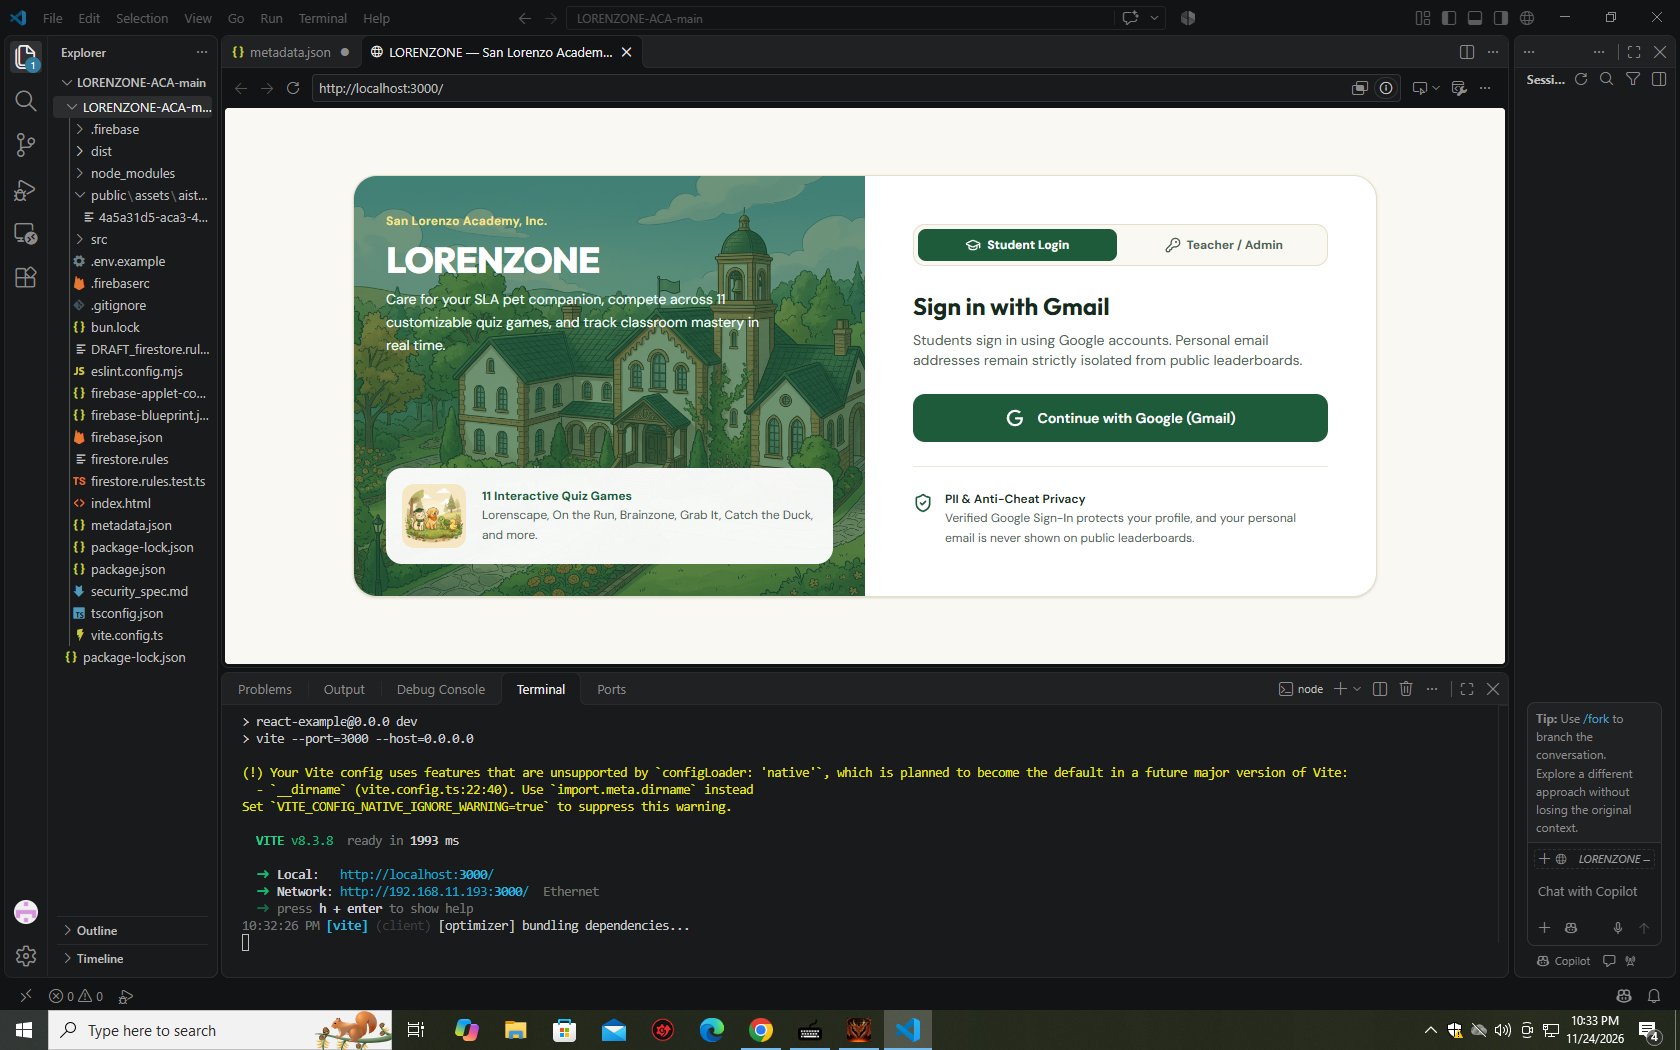 File Edit Selection View Go Run Terminal Help
LORENZONE-ACA-main
Explorer
LORENZONE-ACA-main
LORENZONE-ACA-m...
.firebase
dist
node_modules
public\assets\aist...
4a5a31d5-aca3-4...
src
.env.example
.firebaserc
.gitignore
bun.lock
DRAFT_firestore.rul...
eslint.config.mjs
firebase-applet-co...
firebase-blueprint.j...
firebase.json
firestore.rules
firestore.rules.test.ts
index.html
metadata.json
package-lock.json
package.json
security_spec.md
tsconfig.json
vite.config.ts
package-lock.json
Outline
Timeline
metadata.json
LORENZONE — San Lorenzo Academ...
http://localhost:3000/
San Lorenzo Academy, Inc.
LORENZONE
Care for your SLA pet companion, compete across 11
customizable quiz games, and track classroom mastery in
real time.
11 Interactive Quiz Games
Lorenscape, On the Run, Brainzone, Grab It, Catch the Duck,
and more.
Student Login
Teacher / Admin
Sign in with Gmail
Students sign in using Google accounts. Personal email
addresses remain strictly isolated from public leaderboards.
Continue with Google (Gmail)
PII & Anti-Cheat Privacy
Verified Google Sign-In protects your profile, and your personal
email is never shown on public leaderboards.
Problems Output Debug Console Terminal Ports
node
> react-example@0.0.0 dev
> vite --port=3000 --host=0.0.0.0
(!) Your Vite config uses features that are unsupported by `configLoader: 'native'`, which is planned to become the default in a future major version of Vite:
- `__dirname` (vite.config.ts:22:40). Use `import.meta.dirname` instead
Set `VITE_CONFIG_NATIVE_IGNORE_WARNING=true` to suppress this warning.
VITE v8.3.8 ready in 1993 ms
➜ Local: http://localhost:3000/
➜ Network: http://192.168.11.193:3000/ Ethernet
➜ press h + enter to show help
10:32:26 PM [vite] (client) [optimizer] bundling dependencies...
Sessi...
Tip: Use /fork to
branch the
conversation.
Explore a different
approach without
losing the original
context.
LORENZONE —
Chat with Copilot
Copilot
0 0
Type here to search
10:33 PM
11/24/2026
4
1